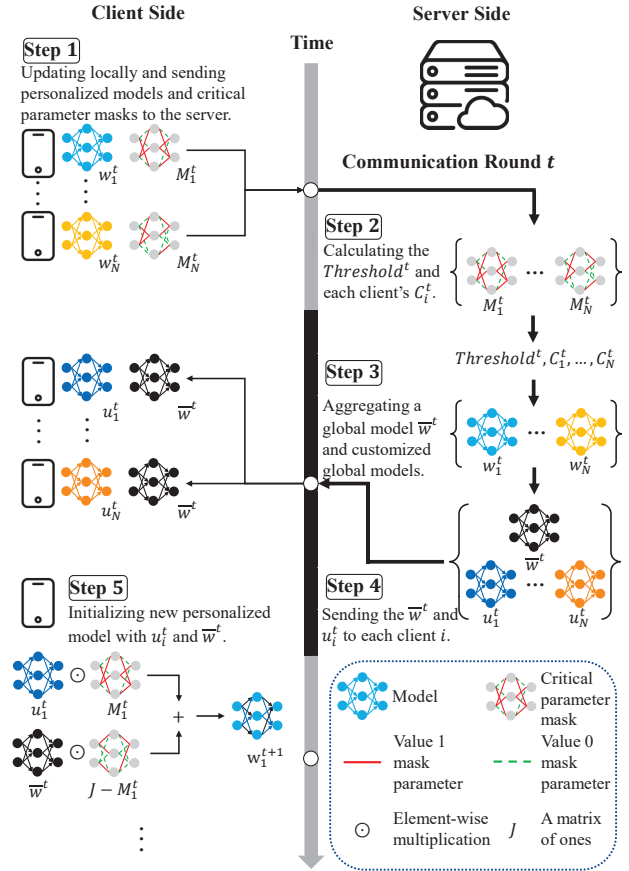 Client Side
Server Side
Time
Step 1
Updating locally and sending
personalized models and critical
parameter masks to the server.
w_1^t
M_1^t
w_N^t
M_N^t
Communication Round t
Step 2
Calculating the
Threshold^t and
each client's C_i^t.
M_1^t
...
M_N^t
Threshold^t, C_1^t, ..., C_N^t
Step 3
Aggregating a
global model w̅^t
and customized
global models.
w_1^t
...
w_N^t
w̅^t
u_1^t
...
u_N^t
u_1^t
w̅^t
u_N^t
w̅^t
Step 4
Sending the w̅^t and
u_i^t to each client i.
Step 5
Initializing new personalized
model with u_i^t and w̅^t.
u_1^t
⊙
M_1^t
+
w_1^{t+1}
w̅^t
⊙
J − M_1^t
Model
Critical
parameter
mask
Value 1
mask
parameter
Value 0
mask
parameter
⊙
Element-wise
multiplication
J
A matrix
of ones